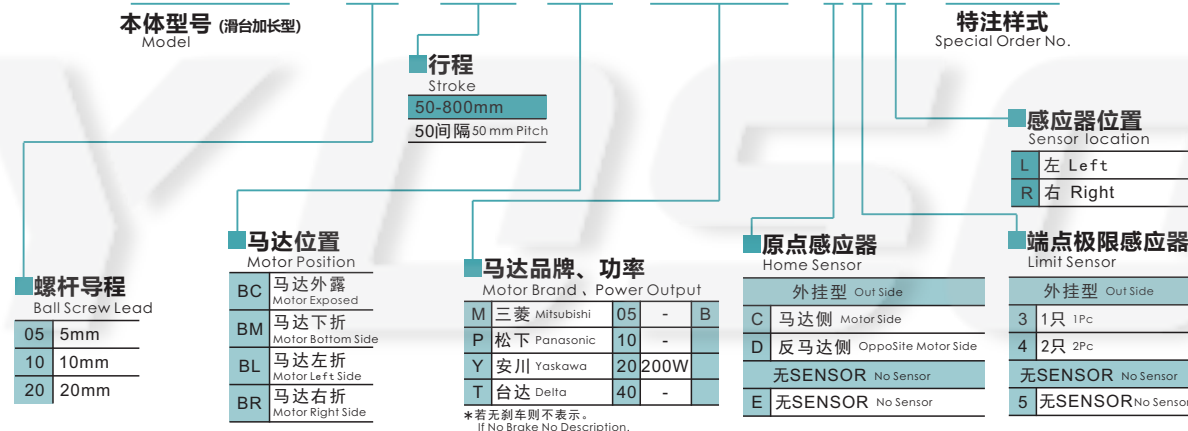 本体型号 (滑台加长型)
Model
特注样式
Special Order No.
行程
Stroke
50-800mm
50间隔 50 mm Pitch
感应器位置
Sensor location
L 左 Left
R 右 Right
螺杆导程
Ball Screw Lead
05 5mm
10 10mm
20 20mm
马达位置
Motor Position
BC 马达外露
Motor Exposed
BM 马达下折
Motor Bottom Side
BL 马达左折
Motor Left Side
BR 马达右折
Motor Right Side
马达品牌、功率
Motor Brand 、Power Output
M 三菱 Mitsubishi 05 - B
P 松下 Panasonic 10 -
Y 安川 Yaskawa 20 200W
T 台达 Delta 40 -
*若无刹车则不表示。
If No Brake No Description.
原点感应器
Home Sensor
外挂型 Out Side
C 马达侧 Motor Side
D 反马达侧 OppoSite Motor Side
无SENSOR No Sensor
E 无SENSOR No Sensor
端点极限感应器
Limit Sensor
外挂型 Out Side
3 1只 1Pc
4 2只 2Pc
无SENSOR No Sensor
5 无SENSOR No Sensor